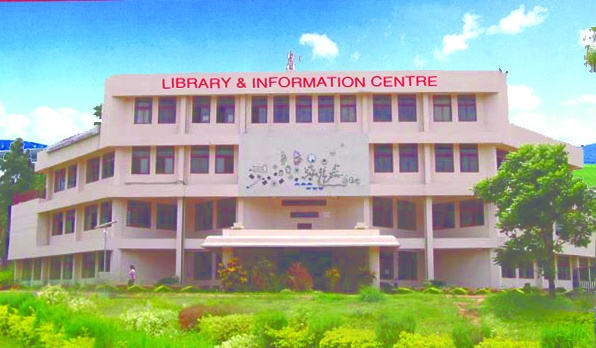 LIBRARY & INFORMATION CENTRE